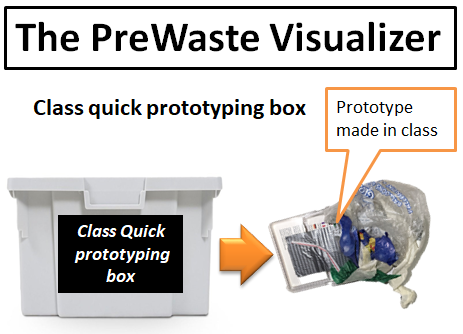 The PreWaste Visualizer
Class quick prototyping box
Prototype
made in class
Class Quick
prototyping
box